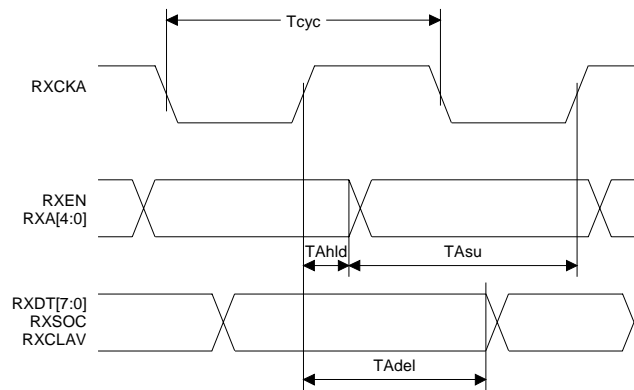 Tcyc
RXCKA
RXEN
RXA[4:0]
TAhld
TAsu
RXDT[7:0]
RXSOC
RXCLAV
TAdel